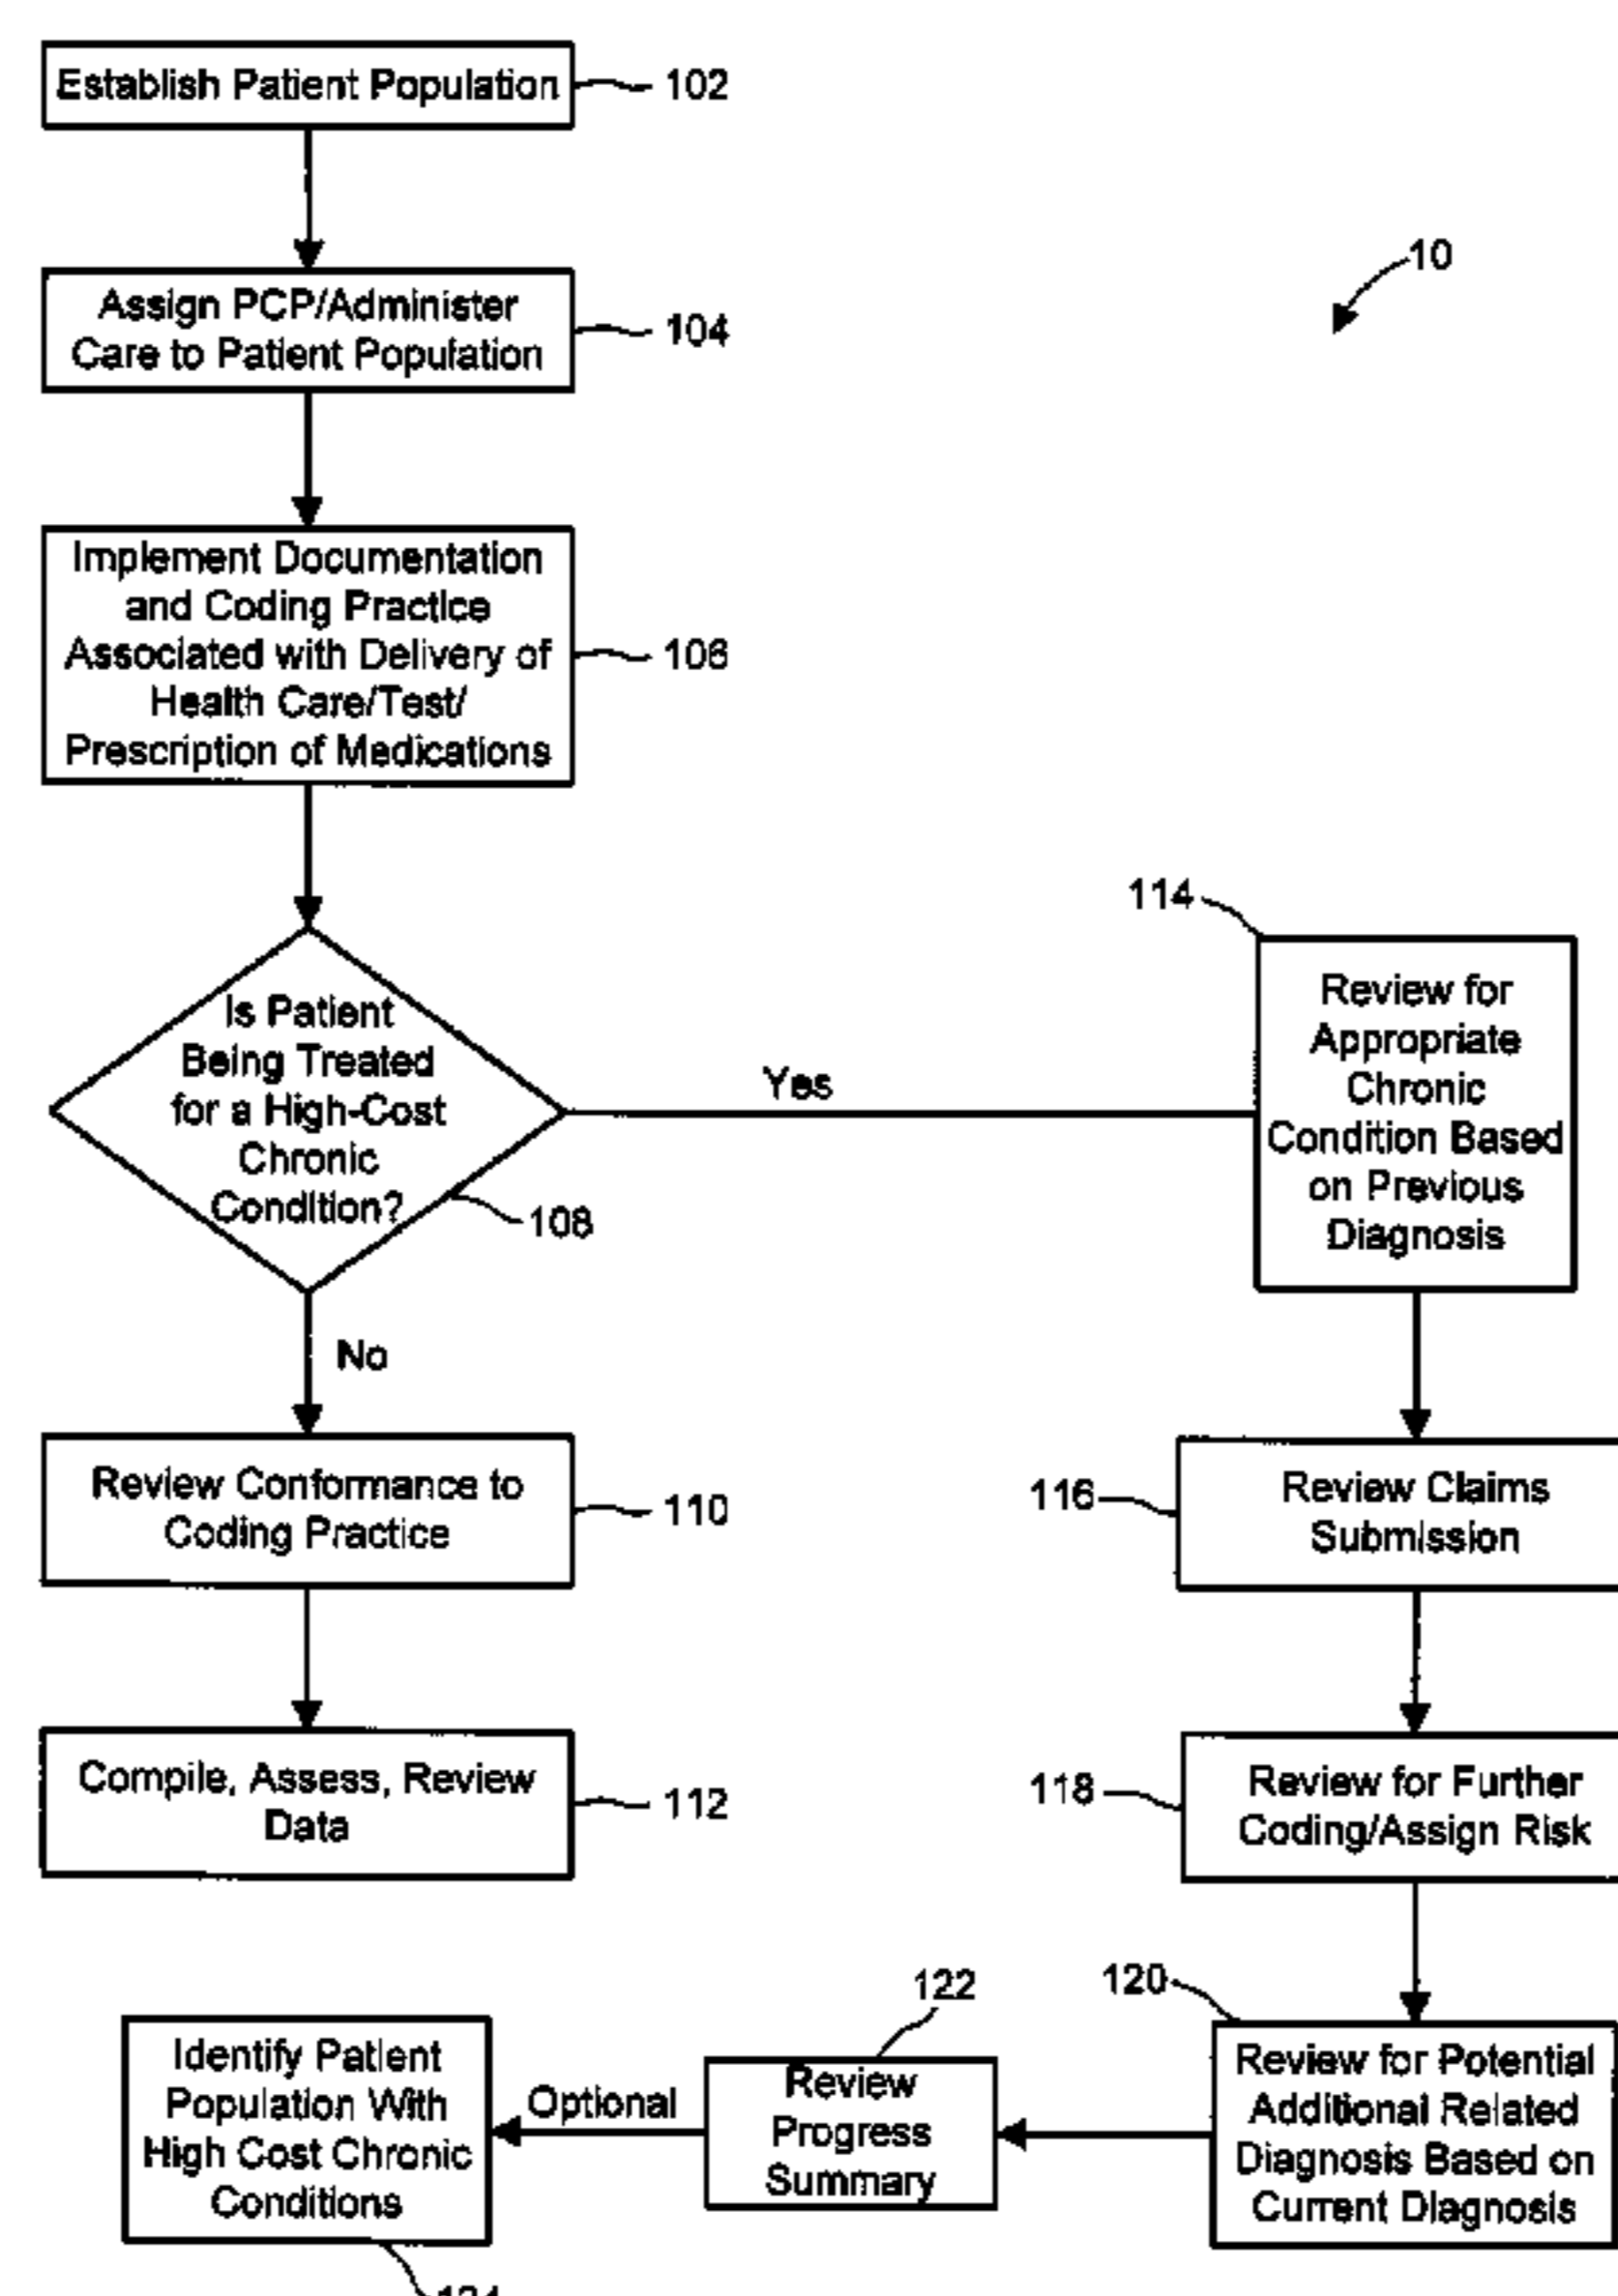 Establish Patient Population
102
10
Assign PCP/Administer
Care to Patient Population
104
Implement Documentation
and Coding Practice
Associated with Delivery of
Health Care/Test/
Prescription of Medications
106
114
Is Patient
Being Treated
for a High-Cost
Chronic
Condition?
108
Yes
Review for
Appropriate
Chronic
Condition Based
on Previous
Diagnosis
No
Review Conformance to
Coding Practice
110
116
Review Claims
Submission
Compile, Assess, Review
Data
112
118
Review for Further
Coding/Assign Risk
Identify Patient
Population With
High Cost Chronic
Conditions
Optional
122
Review
Progress
Summary
120
Review for Potential
Additional Related
Diagnosis Based on
Current Diagnosis